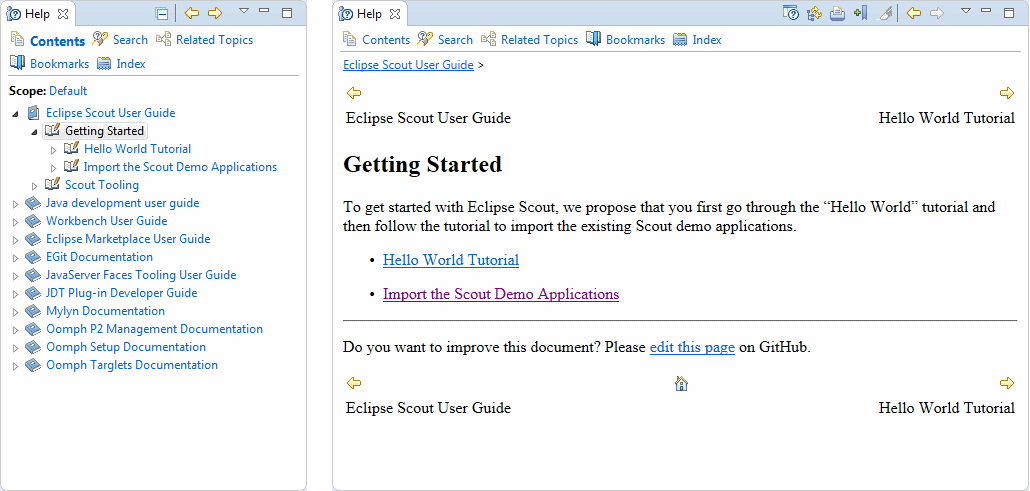 Help
Contents Search Related Topics
Bookmarks Index
Scope: Default
Eclipse Scout User Guide
Getting Started
Hello World Tutorial
Import the Scout Demo Applications
Scout Tooling
Java development user guide
Workbench User Guide
Eclipse Marketplace User Guide
EGit Documentation
JavaServer Faces Tooling User Guide
JDT Plug-in Developer Guide
Mylyn Documentation
Oomph P2 Management Documentation
Oomph Setup Documentation
Oomph Targlets Documentation
Help
Contents Search Related Topics Bookmarks Index
Eclipse Scout User Guide >
Eclipse Scout User Guide Hello World Tutorial
Getting Started
To get started with Eclipse Scout, we propose that you first go through the “Hello World” tutorial and
then follow the tutorial to import the existing Scout demo applications.
• Hello World Tutorial
• Import the Scout Demo Applications
Do you want to improve this document? Please edit this page on GitHub.
Eclipse Scout User Guide Hello World Tutorial